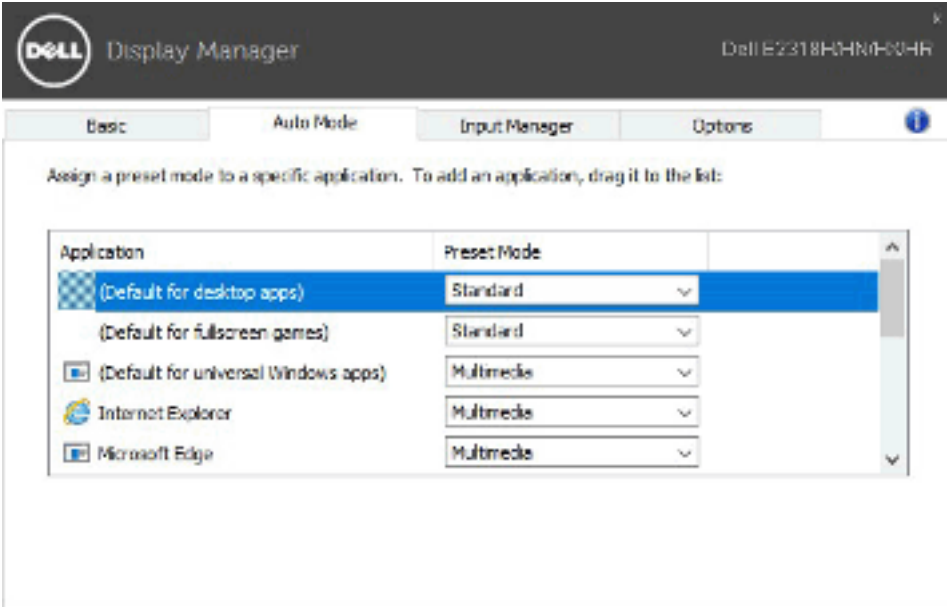 DELL Display Manager
Dell E2318H/HN/HX/HR
Basic Auto Mode Input Manager Options
Assign a preset mode to a specific application. To add an application, drag it to the list:
Application Preset Mode
(Default for desktop apps) Standard
(Default for fullscreen games) Standard
(Default for universal Windows apps) Multimedia
Internet Explorer Multimedia
Microsoft Edge Multimedia